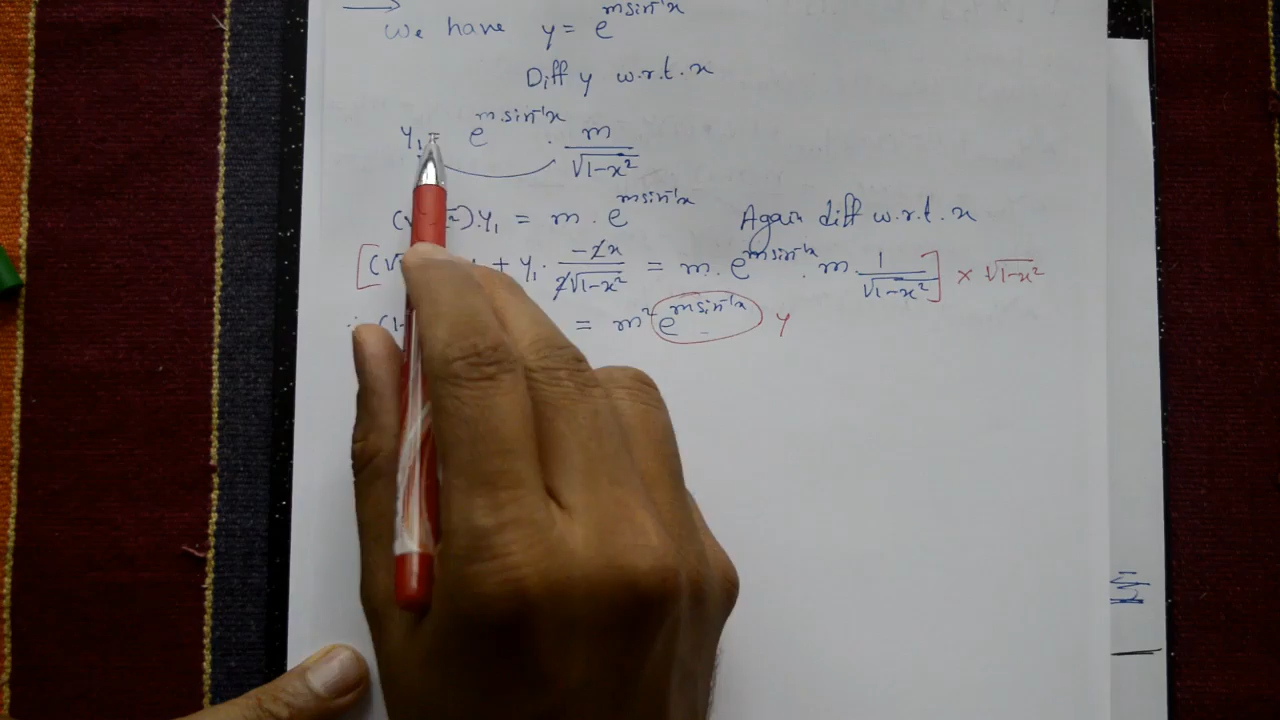 We have y = e^{m sin⁻¹x}
Diff y w.r.t. x
y₁ = e^{m sin⁻¹x} · m/√(1-x²)
(√ ²).y₁ = m . e^{m sin⁻¹x} Again diff w.r.t. x
[(√ + y₁ · -2x/2√(1-x²) = m . e^{m sin⁻¹x} . m . 1/√(1-x²)] × √(1-x²)
∴ (1- = m² e^{m sin⁻¹x} y